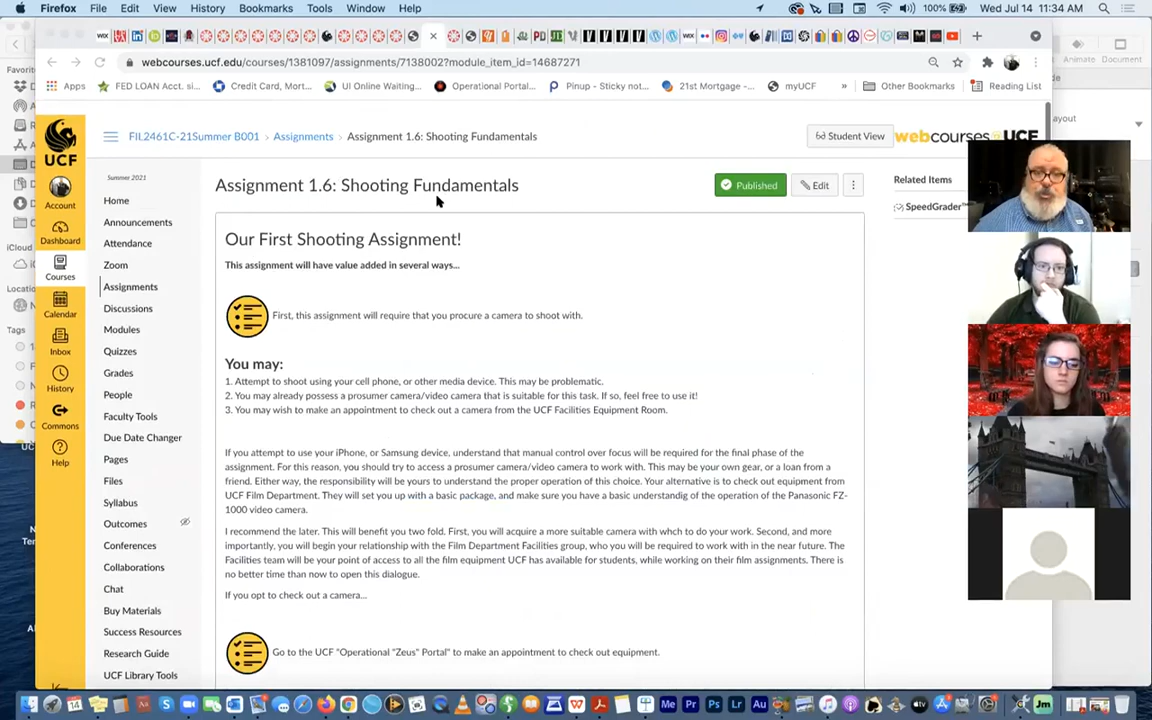 Firefox File Edit View History Bookmarks Tools Window Help 100% Wed Jul 14 11:34 AM
webcourses.ucf.edu/courses/1381097/assignments/7138002?module_item_id=14687271
Apps FED LOAN Acct. si... Credit Card, Mort... UI Online Waiting... Operational Portal... Pinup - Sticky not... 21st Mortgage -... myUCF » Other Bookmarks Reading List
Animate Document
Favorites
iCloud
Locations
Tags
UCF
Account
Dashboard
Courses
Calendar
Inbox
History
Commons
Help
FIL2461C-21Summer B001 › Assignments › Assignment 1.6: Shooting Fundamentals
Student View
webcourses UCF
Summer 2021
Home
Announcements
Attendance
Zoom
Assignments
Discussions
Modules
Quizzes
Grades
People
Faculty Tools
Due Date Changer
Pages
Files
Syllabus
Outcomes
Conferences
Collaborations
Chat
Buy Materials
Success Resources
Research Guide
UCF Library Tools
Assignment 1.6: Shooting Fundamentals
Published Edit
Related Items
SpeedGrader
Our First Shooting Assignment!
This assignment will have value added in several ways...
First, this assignment will require that you procure a camera to shoot with.
You may:
1. Attempt to shoot using your cell phone, or other media device. This may be problematic.
2. You may already possess a prosumer camera/video camera that is suitable for this task. If so, feel free to use it!
3. You may wish to make an appointment to check out a camera from the UCF Facilities Equipment Room.
If you attempt to use your iPhone, or Samsung device, understand that manual control over focus will be required for the final phase of the
assignment. For this reason, you should try to access a prosumer camera/video camera to work with. This may be your own gear, or a loan from a
friend. Either way, the responsibility will be yours to understand the proper operation of this choice. Your alternative is to check out equipment from
UCF Film Department. They will set you up with a basic package, and make sure you have a basic understandig of the operation of the Panasonic FZ-
1000 video camera.
I recommend the later. This will benefit you two fold. First, you will acquire a more suitable camera with whch to do your work. Second, and more
importantly, you will begin your relationship with the Film Department Facilities group, who you will be required to work with in the near future. The
Facilities team will be your point of access to all the film equipment UCF has available for students, while working on their film assignments. There is
no better time than now to open this dialogue.
If you opt to check out a camera...
Go to the UCF "Operational "Zeus" Portal" to make an appointment to check out equipment.